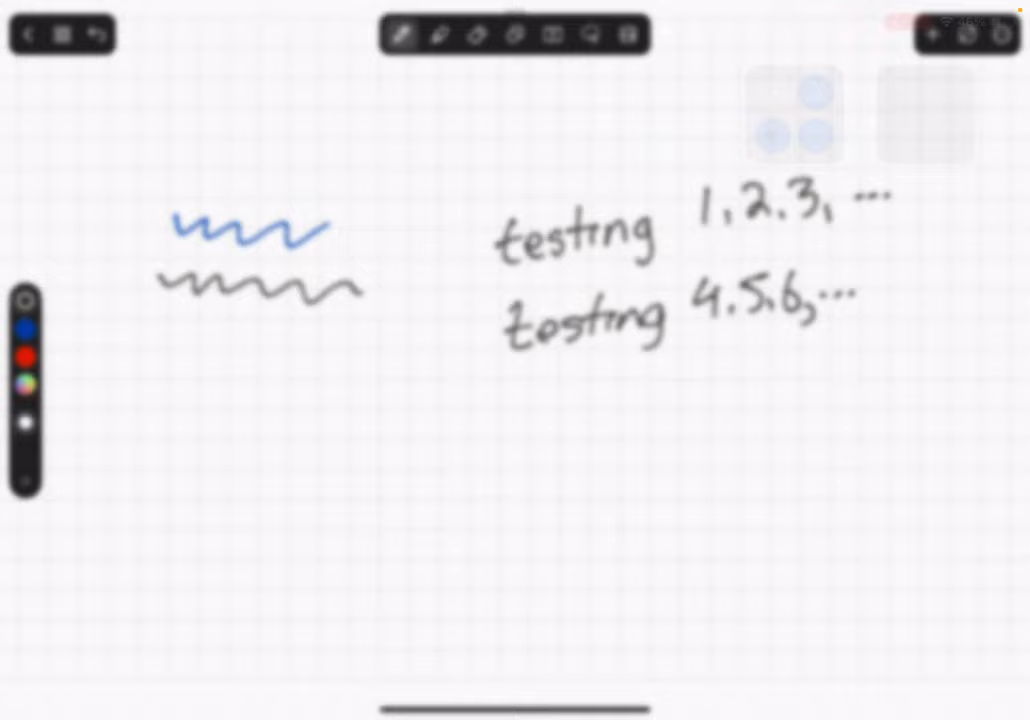 testing 1, 2, 3, ...
testing 4, 5, 6, ...